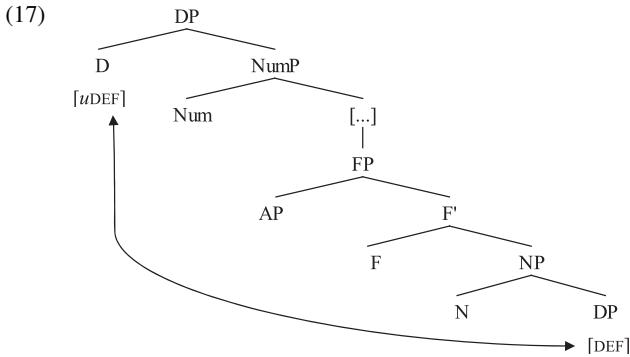 (17) DP
D NumP
[uDEF]
Num [...]
FP
AP F'
F NP
N DP
[DEF]